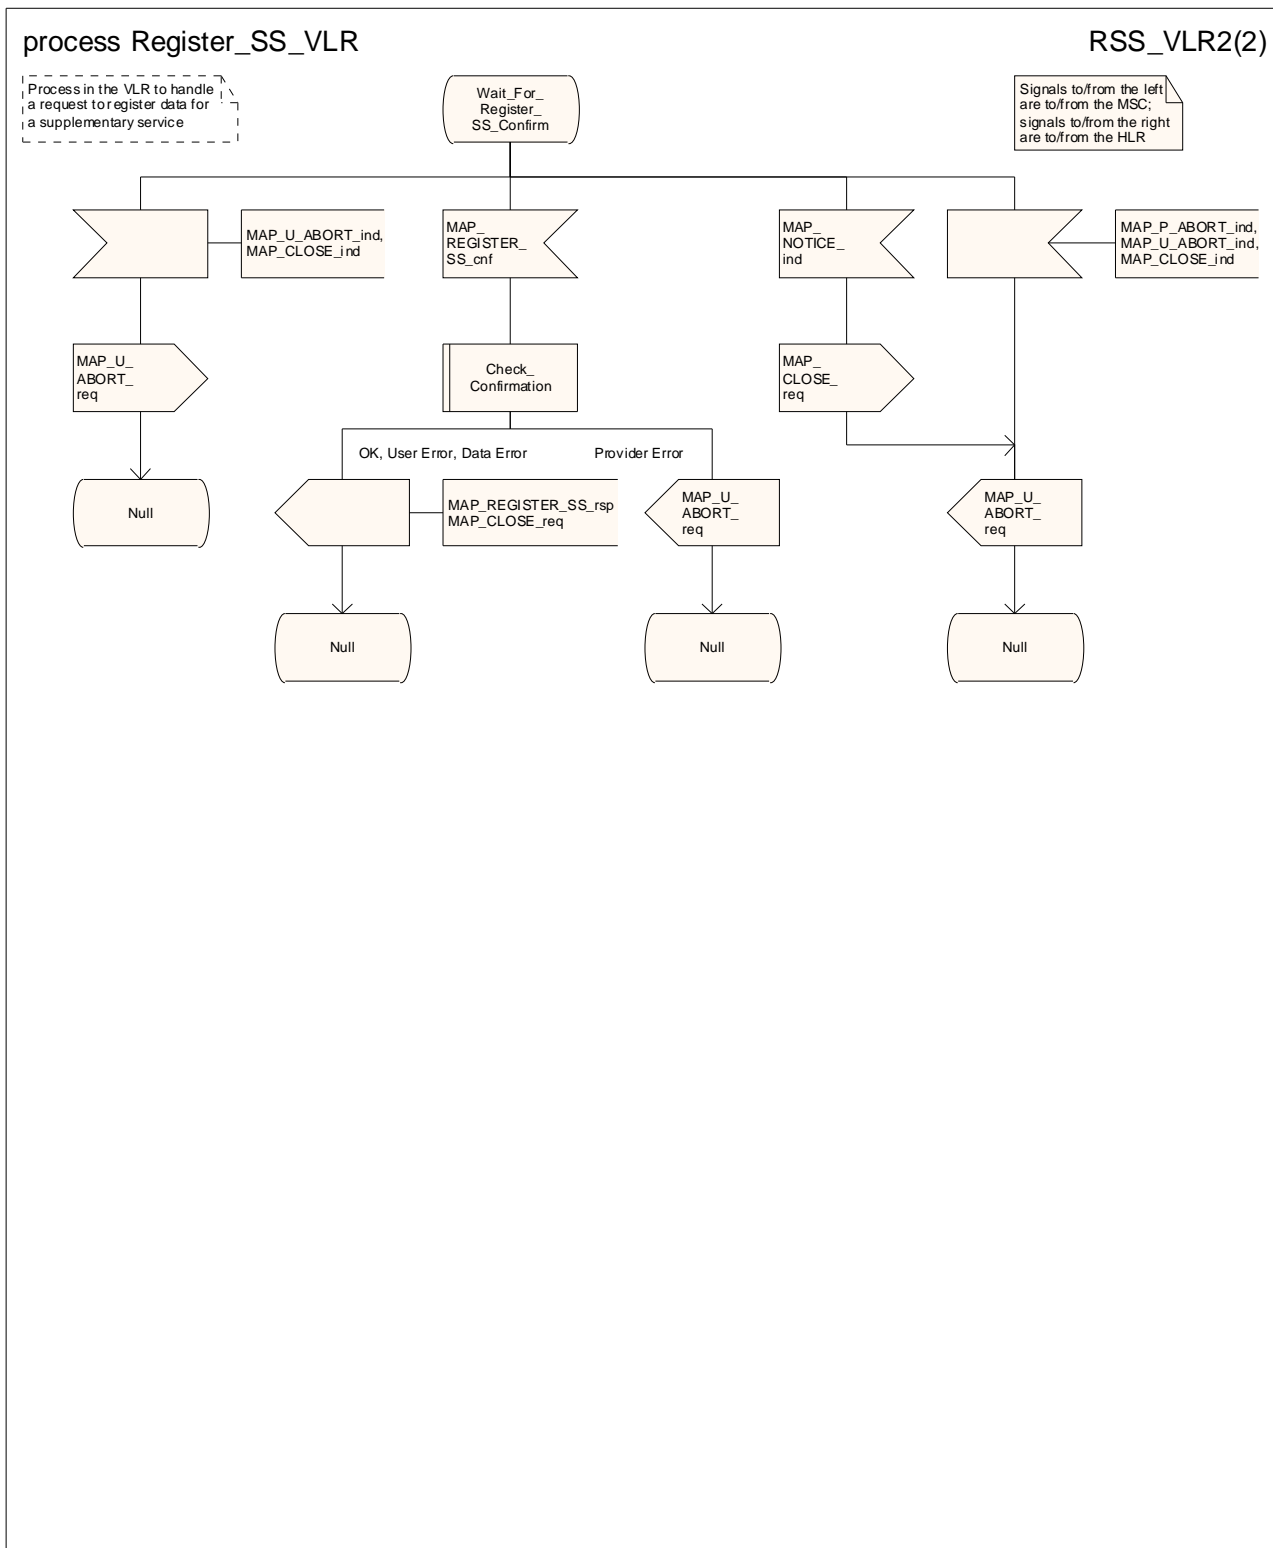 process Register_SS_VLR
RSS_VLR2(2)
Process in the VLR to handle
a request to register data for
a supplementary service
Wait_For_
Register_
SS_Confirm
Signals to/from the left
are to/from the MSC;
signals to/from the right
are to/from the HLR
MAP_U_ABORT_ind,
MAP_CLOSE_ind
MAP_
REGISTER_
SS_cnf
MAP_
NOTICE_
ind
MAP_P_ABORT_ind,
MAP_U_ABORT_ind,
MAP_CLOSE_ind
MAP_U_
ABORT_
req
Check_
Confirmation
MAP_
CLOSE_
req
OK, User Error, Data Error
Provider Error
Null
MAP_REGISTER_SS_rsp
MAP_CLOSE_req
MAP_U_
ABORT_
req
MAP_U_
ABORT_
req
Null
Null
Null